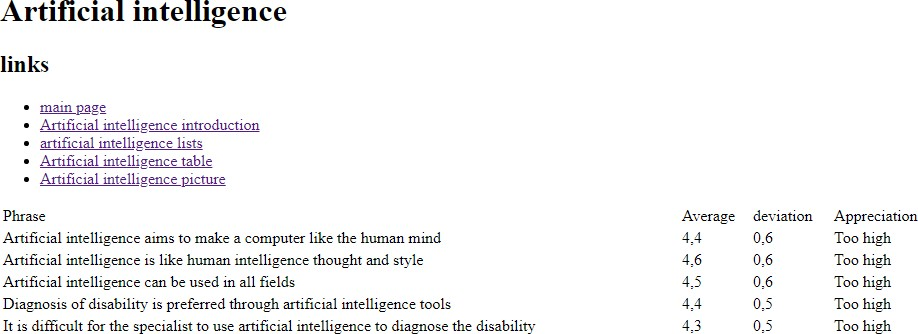 Artificial intelligence
links
main page
Artificial intelligence introduction
artificial intelligence lists
Artificial intelligence table
Artificial intelligence picture
Phrase Average deviation Appreciation
Artificial intelligence aims to make a computer like the human mind 4,4 0,6 Too high
Artificial intelligence is like human intelligence thought and style 4,6 0,6 Too high
Artificial intelligence can be used in all fields 4,5 0,6 Too high
Diagnosis of disability is preferred through artificial intelligence tools 4,4 0,5 Too high
It is difficult for the specialist to use artificial intelligence to diagnose the disability 4,3 0,5 Too high